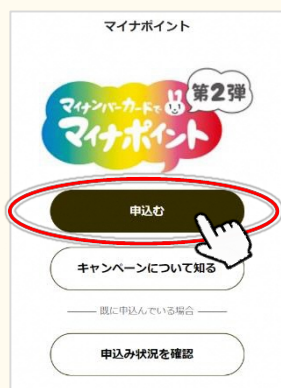 マイナポイント
マイナンバーカードで
マイナポイント
第2弾
申込む
キャンペーンについて知る
既に申込んでいる場合
申込み状況を確認